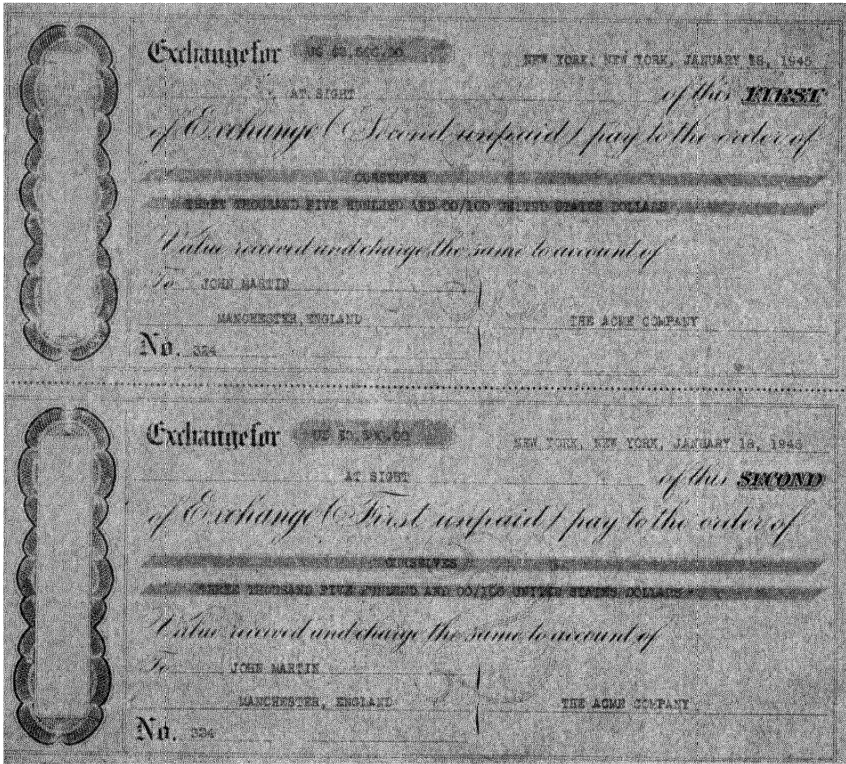 Exchange for US $3,500.00 NEW YORK, NEW YORK, JANUARY 18, 1945
AT SIGHT of this FIRST
of Exchange (Second unpaid) pay to the order of
OURSELVES
THREE THOUSAND FIVE HUNDRED AND 00/100 UNITED STATES DOLLARS
Value received and charge the same to account of
To JOHN MARTIN
MANCHESTER, ENGLAND THE ACME COMPANY
No. 324
Exchange for US $3,500.00 NEW YORK, NEW YORK, JANUARY 18, 1945
AT SIGHT of this SECOND
of Exchange (First unpaid) pay to the order of
OURSELVES
THREE THOUSAND FIVE HUNDRED AND 00/100 UNITED STATES DOLLARS
Value received and charge the same to account of
To JOHN MARTIN
MANCHESTER, ENGLAND THE ACME COMPANY
No. 324